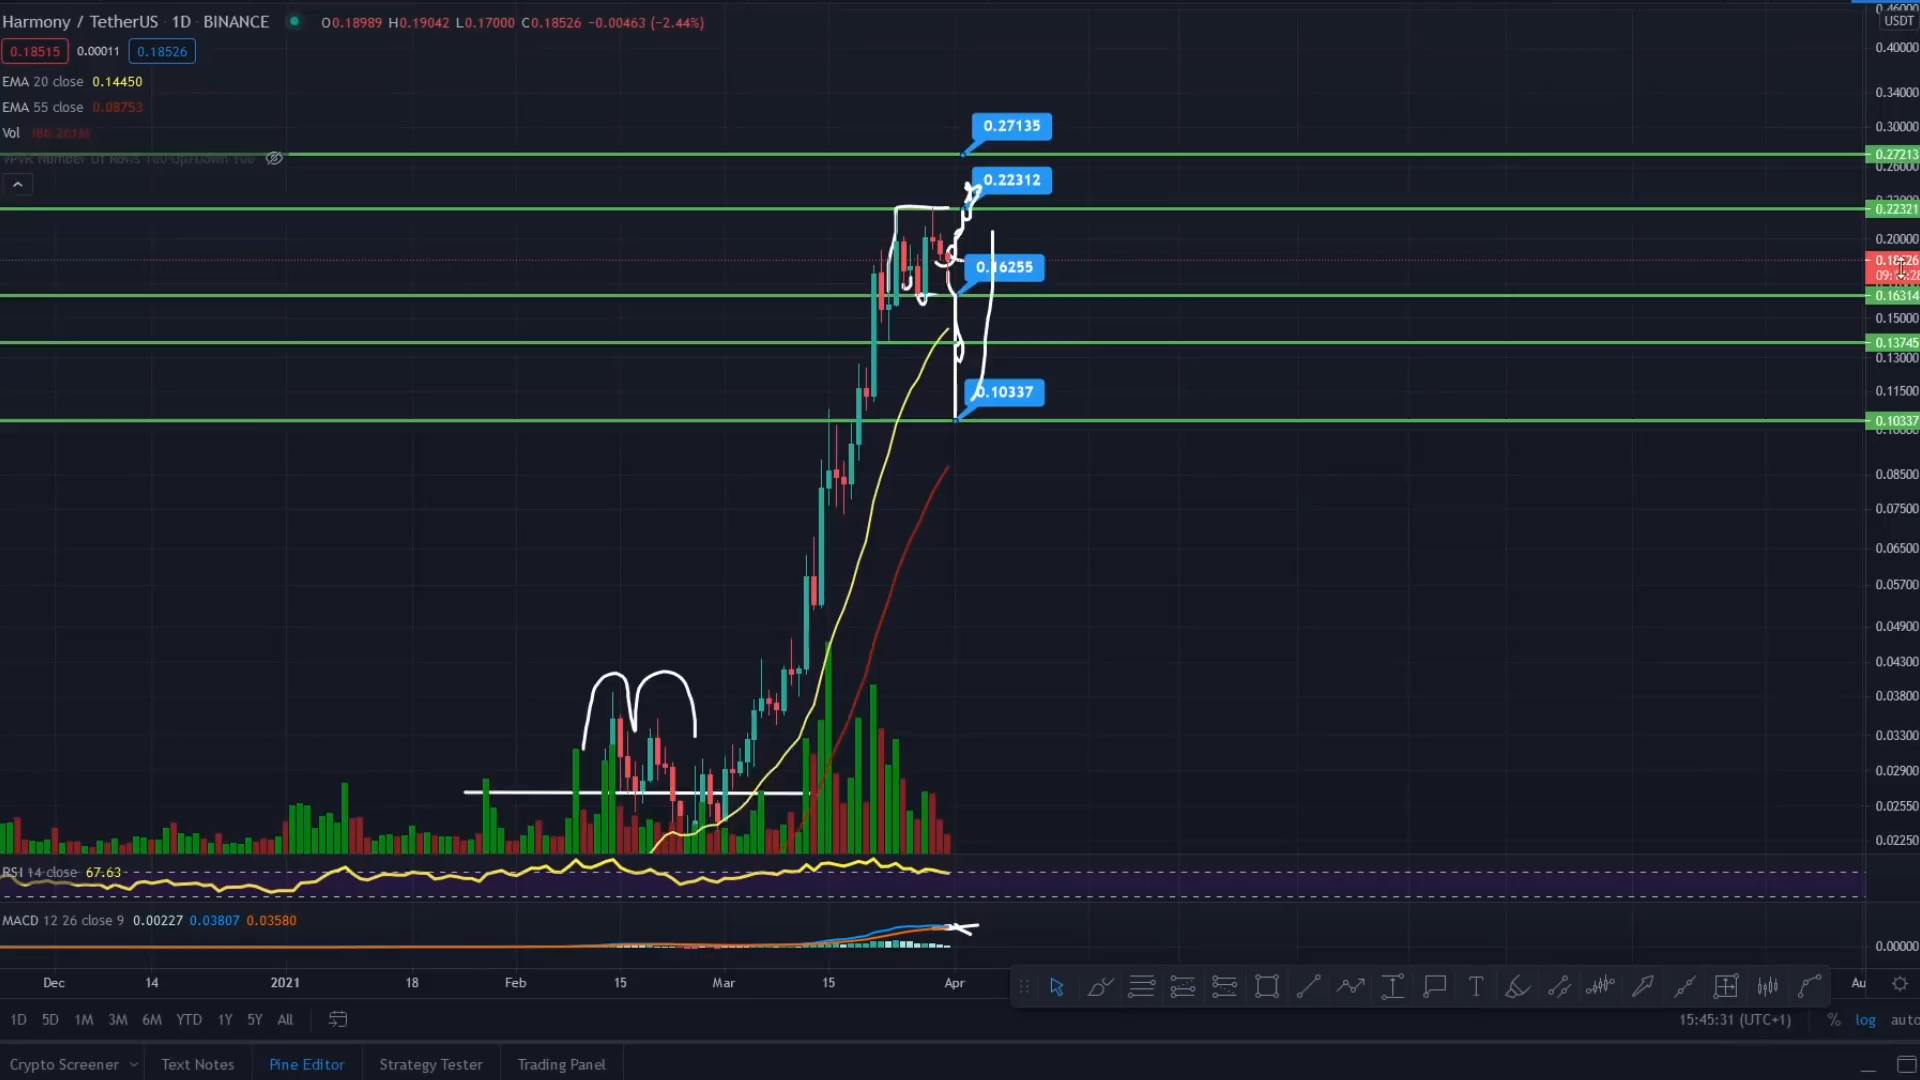 Harmony / TetherUS · 1D · BINANCE O0.18989 H0.19042 L0.17000 C0.18526 −0.00463 (−2.44%)
0.18515 0.00011 0.18526
EMA 20 close 0.14450
EMA 55 close 0.08753
Vol
USDT
0.40000
0.34000
0.30000
0.27213
0.26000
0.22321
0.20000
0.16314
0.15000
0.13745
0.13000
0.11500
0.10337
0.08500
0.07500
0.06500
0.05700
0.04900
0.04300
0.03800
0.03300
0.02900
0.02550
0.02250
0.00000
0.27135
0.22312
0.16255
0.10337
RSI 14 close 67.63
MACD 12 26 close 9 0.00227 0.03807 0.03580
Dec 14 2021 18 Feb 15 Mar 15 Apr Au
1D 5D 1M 3M 6M YTD 1Y 5Y All 15:45:31 (UTC+1) % log auto
Crypto Screener Text Notes Pine Editor Strategy Tester Trading Panel